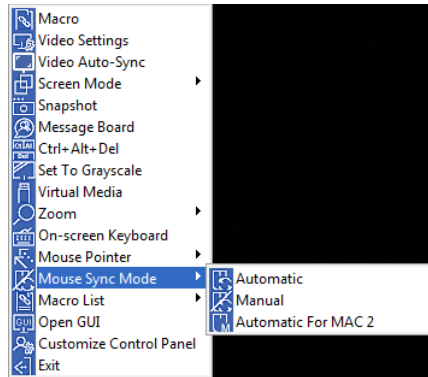 Macro
Video Settings
Video Auto-Sync
Screen Mode
Snapshot
Message Board
Ctrl+Alt+Del
Set To Grayscale
Virtual Media
Zoom
On-screen Keyboard
Mouse Pointer
Mouse Sync Mode
Automatic
Macro List
Manual
Open GUI
Automatic For MAC 2
Customize Control Panel
Exit